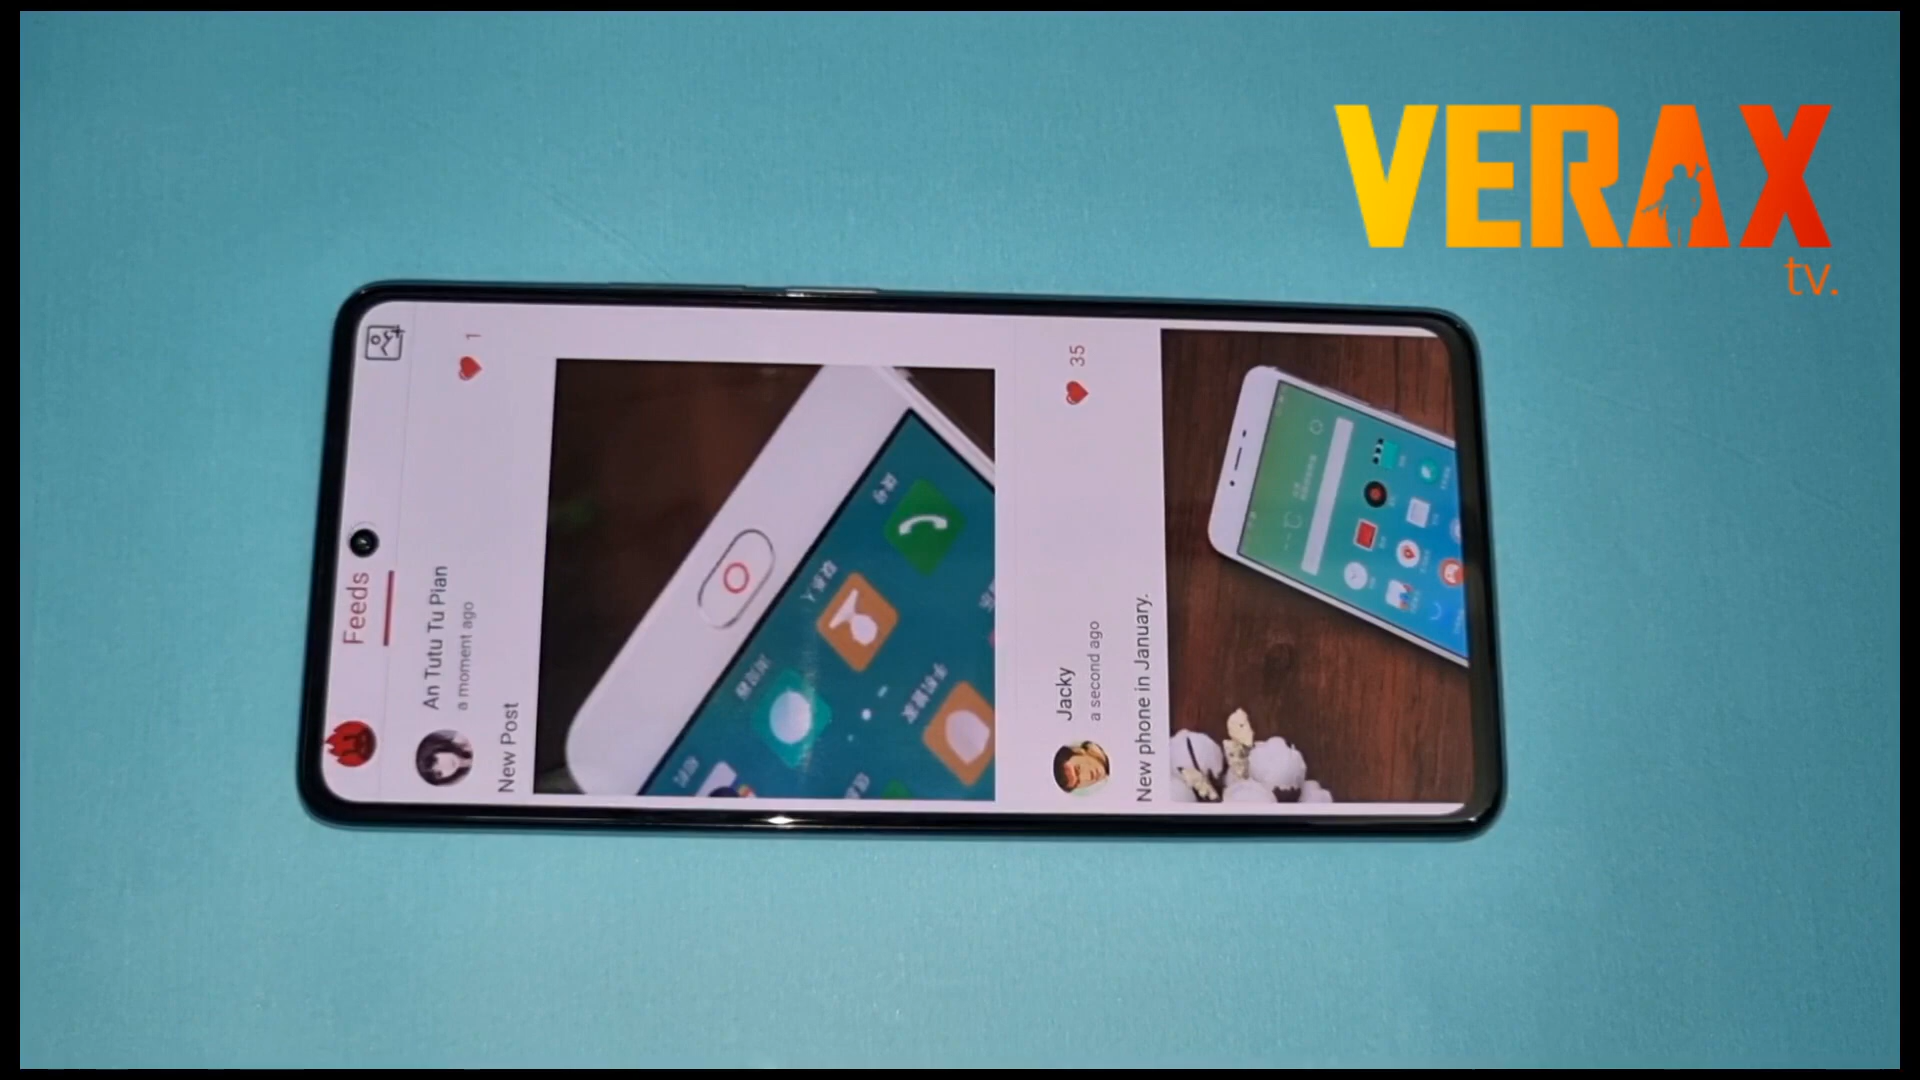 VERAX
tv.
Feeds
An Tutu Tu Pian
a moment ago
1
New Post
Jacky
a second ago
35
New phone in January.